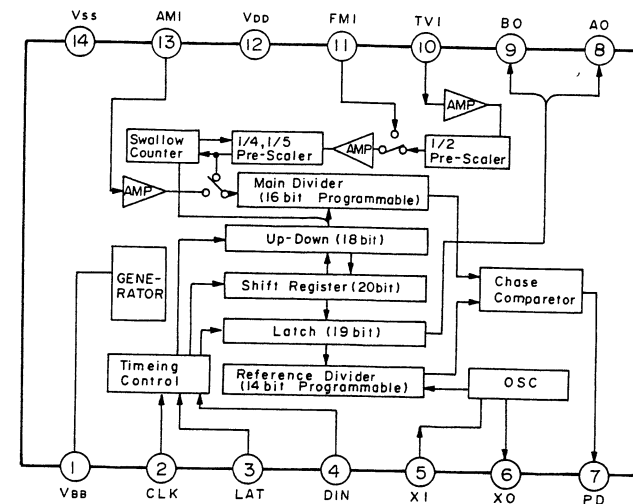 Vss AMI VDD FMI TVI BO AO
14 13 12 11 10 9 8
AMP
Swallow
Counter
1/4, 1/5
Pre-Scaler
AMP
1/2
Pre-Scaler
AMP
Main Divider
(16 bit Programmable)
Up-Down (18 bit)
GENE-
RATOR
Shift Register (20bit)
Chase
Comparetor
Latch (19 bit)
Timeing
Control
Reference Divider
(14 bit Programmable)
OSC
1 2 3 4 5 6 7
VBB CLK LAT DIN XI XO PD